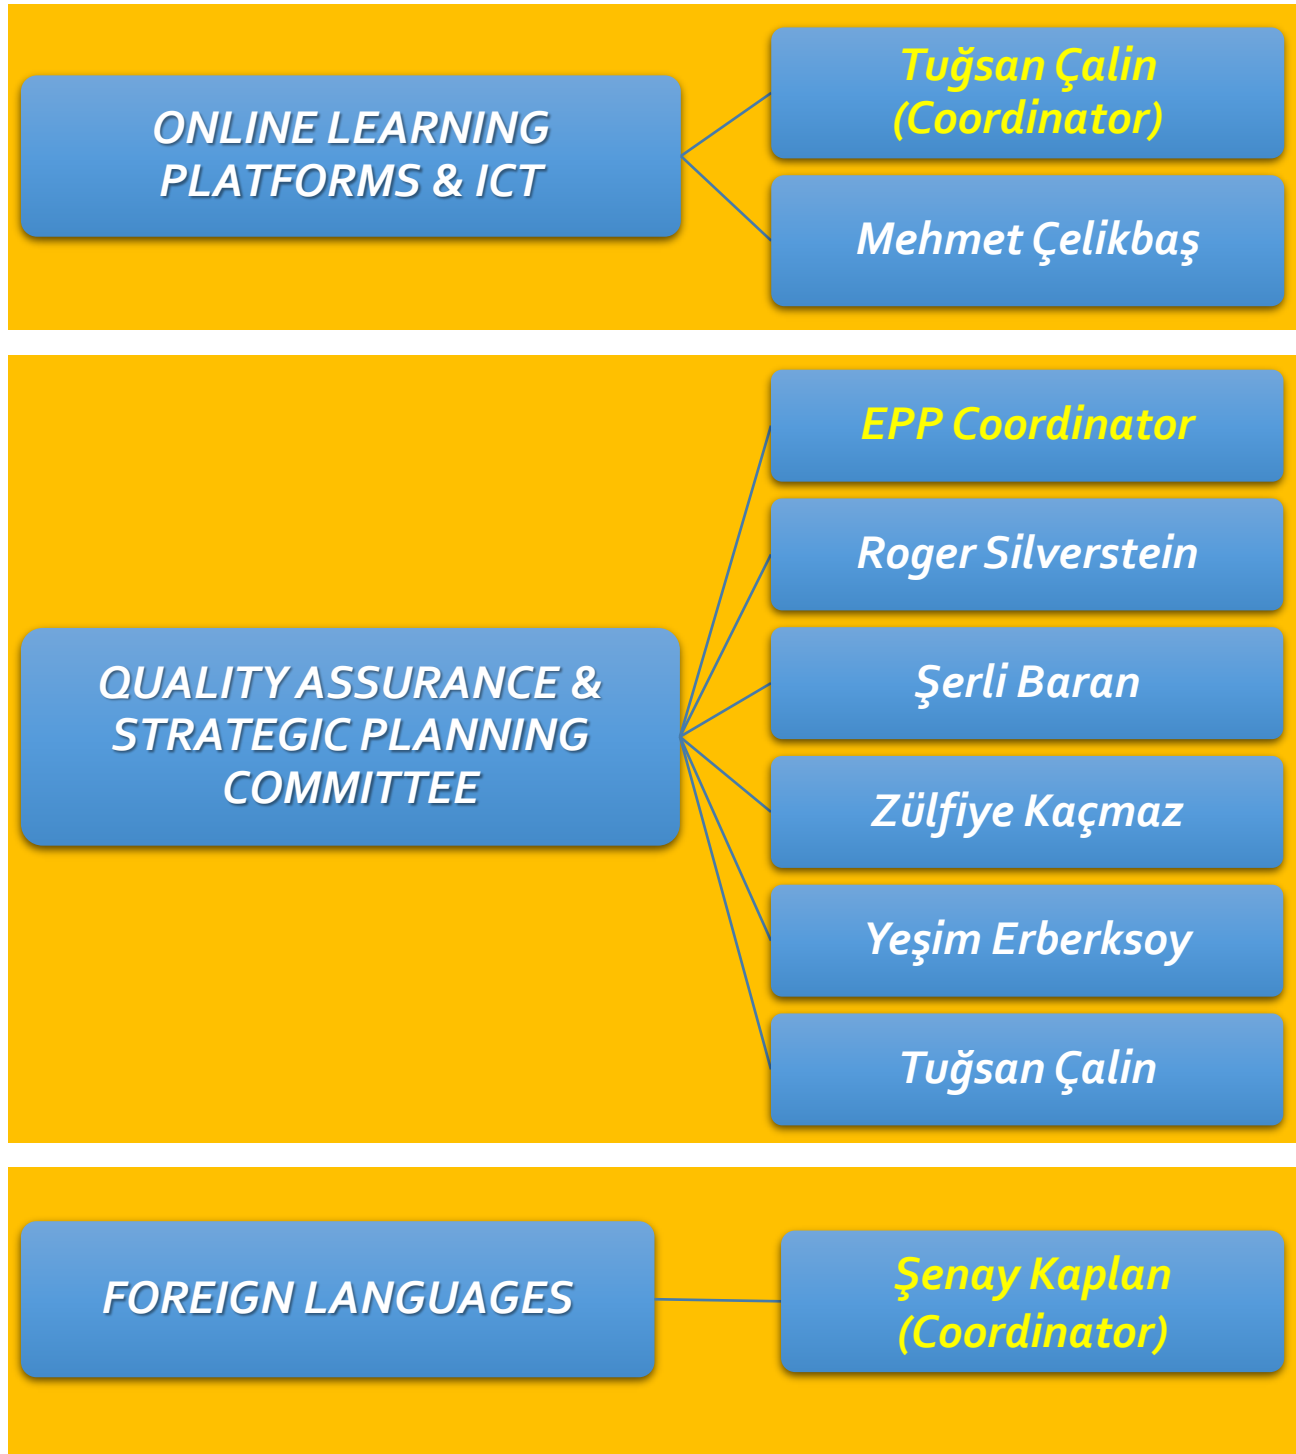 ONLINE LEARNING
PLATFORMS & ICT
Tuğsan Çalin
(Coordinator)
Mehmet Çelikbaş
QUALITY ASSURANCE &
STRATEGIC PLANNING
COMMITTEE
EPP Coordinator
Roger Silverstein
Şerli Baran
Zülfiye Kaçmaz
Yeşim Erberksoy
Tuğsan Çalin
FOREIGN LANGUAGES
Şenay Kaplan
(Coordinator)